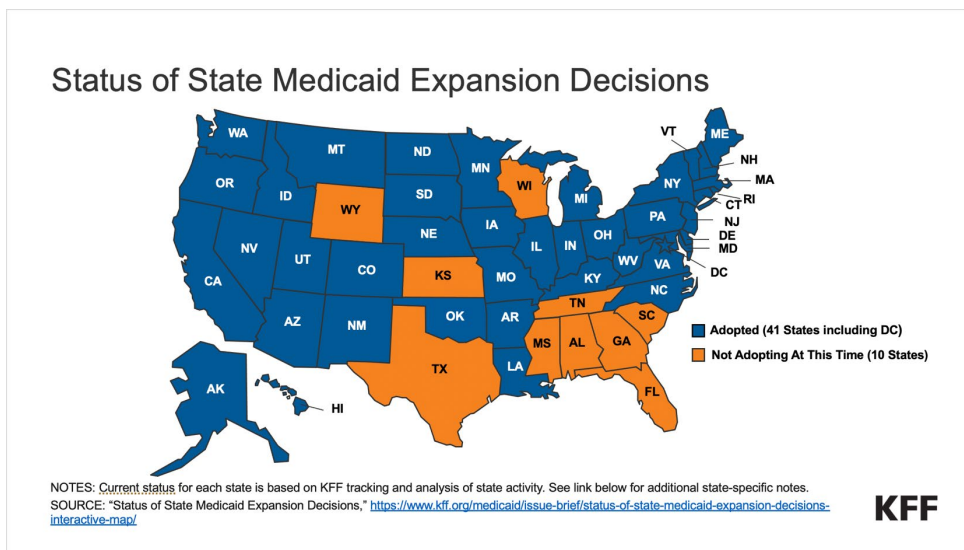 Status of State Medicaid Expansion Decisions
WA
MT
ND
MN
VT
ME
OR
ID
WY
SD
WI
MI
NY
NH
MA
RI
CT
NJ
DE
MD
DC
NV
UT
CO
NE
IA
IL
IN
OH
PA
WV
VA
CA
KS
MO
KY
NC
AZ
NM
OK
AR
TN
SC
MS
AL
GA
TX
LA
FL
AK
HI
Adopted (41 States including DC)
Not Adopting At This Time (10 States)
NOTES: Current status for each state is based on KFF tracking and analysis of state activity. See link below for additional state-specific notes.
SOURCE: “Status of State Medicaid Expansion Decisions,” https://www.kff.org/medicaid/issue-brief/status-of-state-medicaid-expansion-decisions-
interactive-map/
KFF